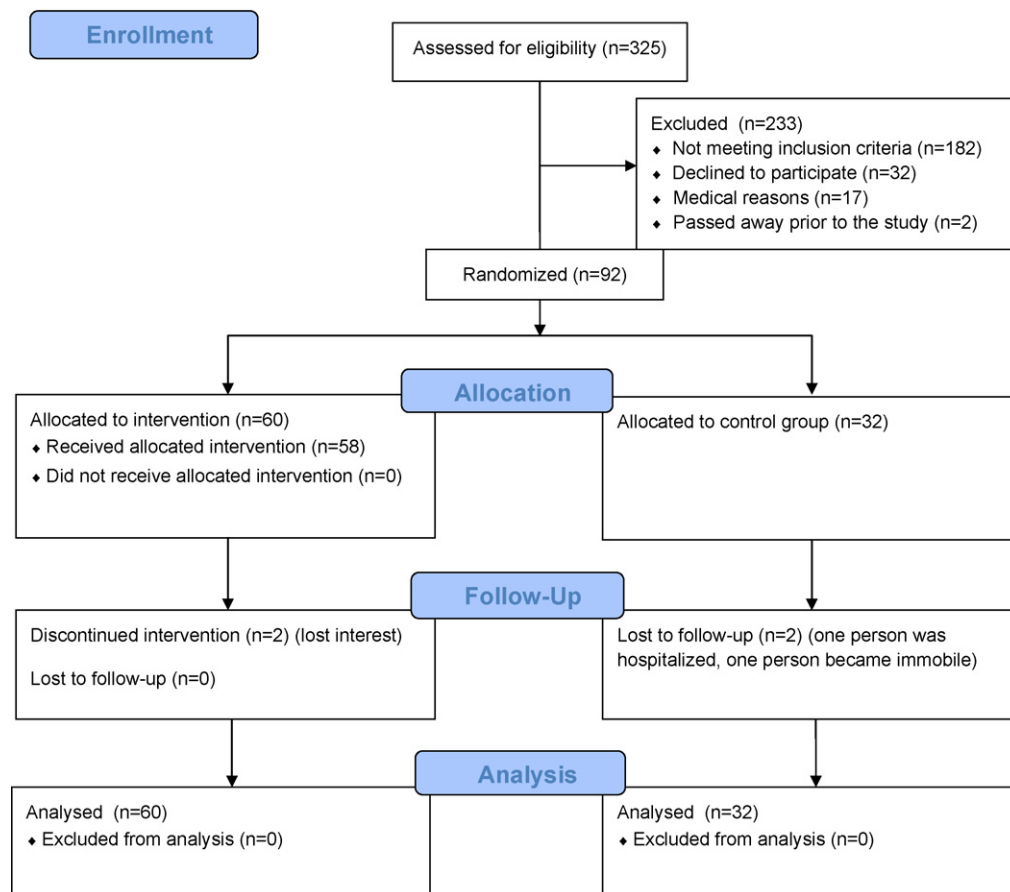 Enrollment
Assessed for eligibility (n=325)
Excluded (n=233)
⬧ Not meeting inclusion criteria (n=182)
⬧ Declined to participate (n=32)
⬧ Medical reasons (n=17)
⬧ Passed away prior to the study (n=2)
Randomized (n=92)
Allocation
Allocated to intervention (n=60)
⬧ Received allocated intervention (n=58)
⬧ Did not receive allocated intervention (n=0)
Allocated to control group (n=32)
Follow-Up
Discontinued intervention (n=2) (lost interest)
Lost to follow-up (n=0)
Lost to follow-up (n=2) (one person was
hospitalized, one person became immobile)
Analysis
Analysed (n=60)
⬧ Excluded from analysis (n=0)
Analysed (n=32)
⬧ Excluded from analysis (n=0)